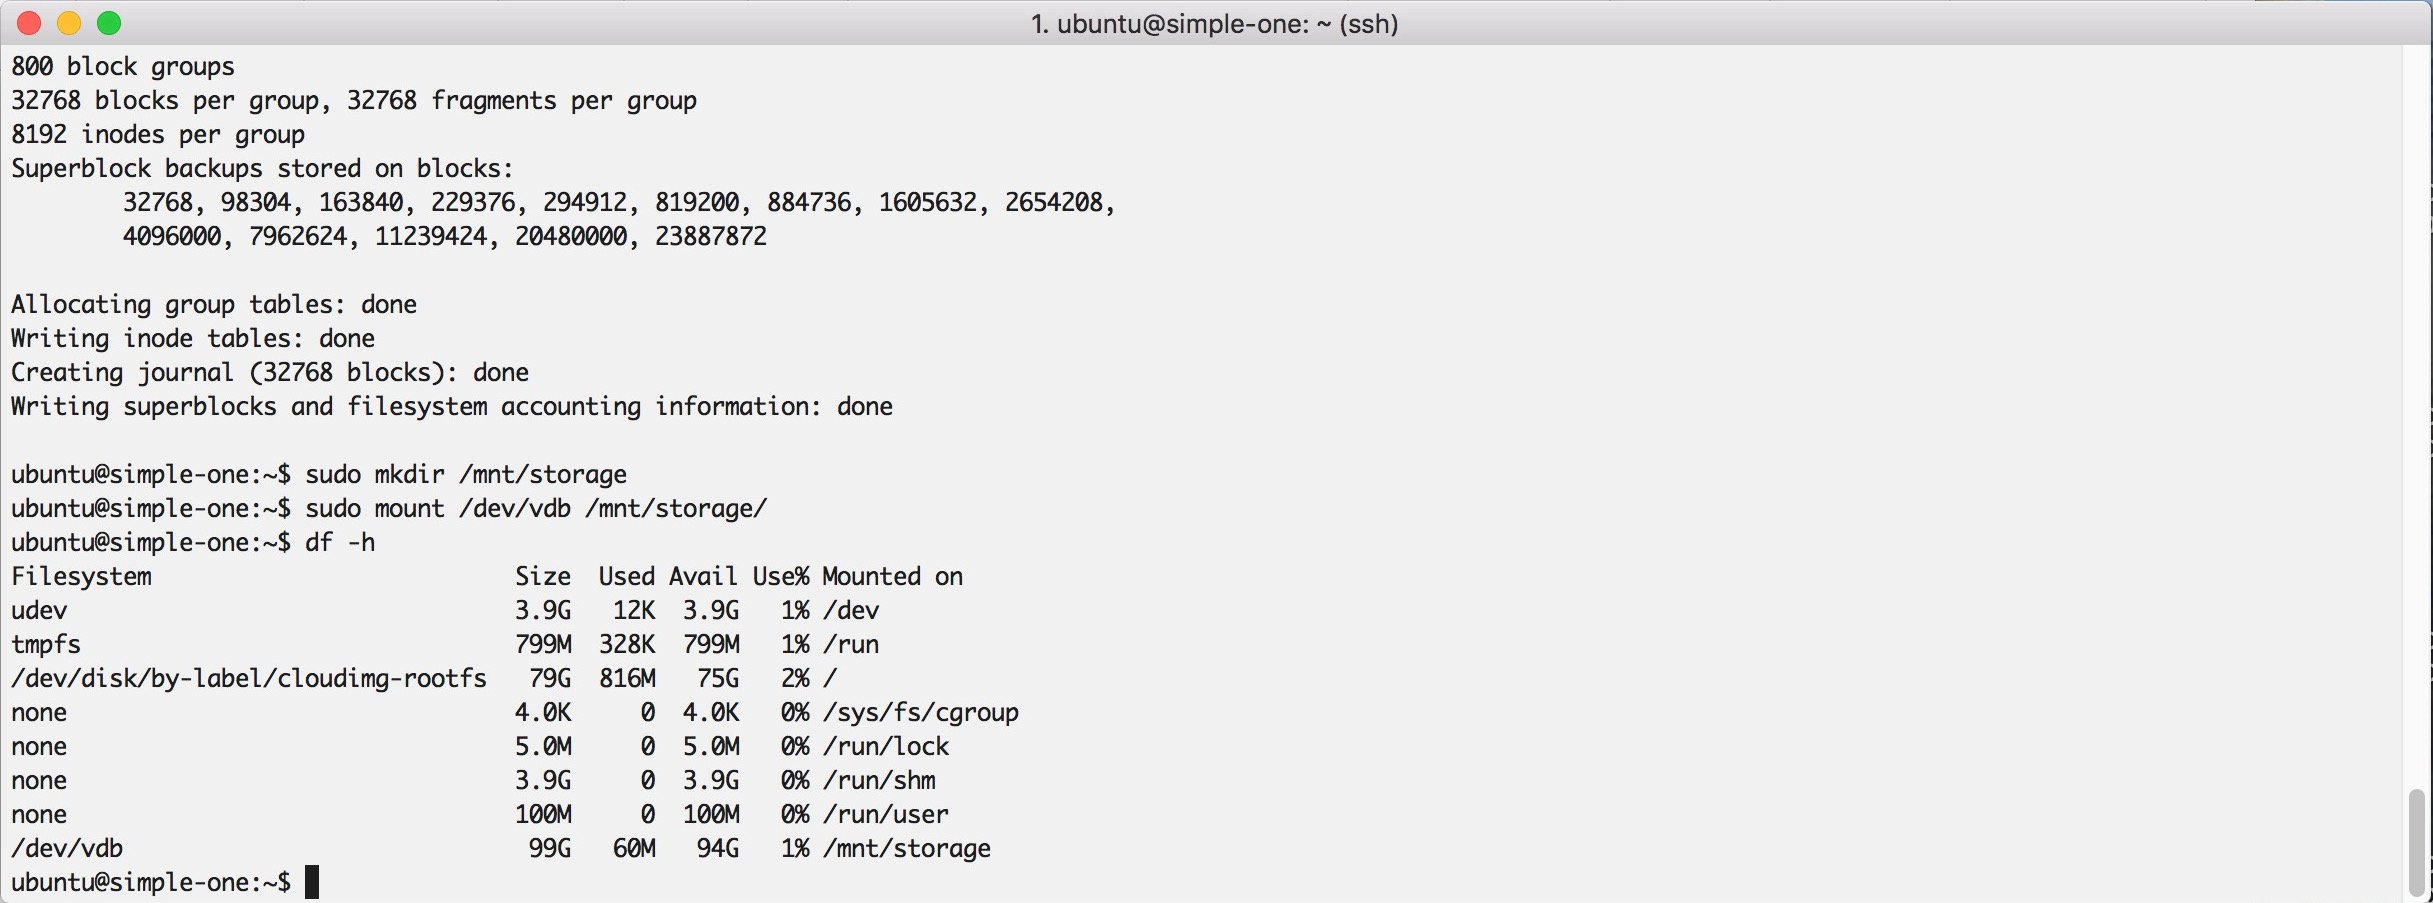 1. ubuntu@simple-one: ~ (ssh)
800 block groups
32768 blocks per group, 32768 fragments per group
8192 inodes per group
Superblock backups stored on blocks:
        32768, 98304, 163840, 229376, 294912, 819200, 884736, 1605632, 2654208,
        4096000, 7962624, 11239424, 20480000, 23887872

Allocating group tables: done
Writing inode tables: done
Creating journal (32768 blocks): done
Writing superblocks and filesystem accounting information: done

ubuntu@simple-one:~$ sudo mkdir /mnt/storage
ubuntu@simple-one:~$ sudo mount /dev/vdb /mnt/storage/
ubuntu@simple-one:~$ df -h
Filesystem                          Size  Used Avail Use% Mounted on
udev                                3.9G   12K  3.9G   1% /dev
tmpfs                               799M  328K  799M   1% /run
/dev/disk/by-label/cloudimg-rootfs   79G  816M   75G   2% /
none                                4.0K     0  4.0K   0% /sys/fs/cgroup
none                                5.0M     0  5.0M   0% /run/lock
none                                3.9G     0  3.9G   0% /run/shm
none                                100M     0  100M   0% /run/user
/dev/vdb                             99G   60M   94G   1% /mnt/storage
ubuntu@simple-one:~$